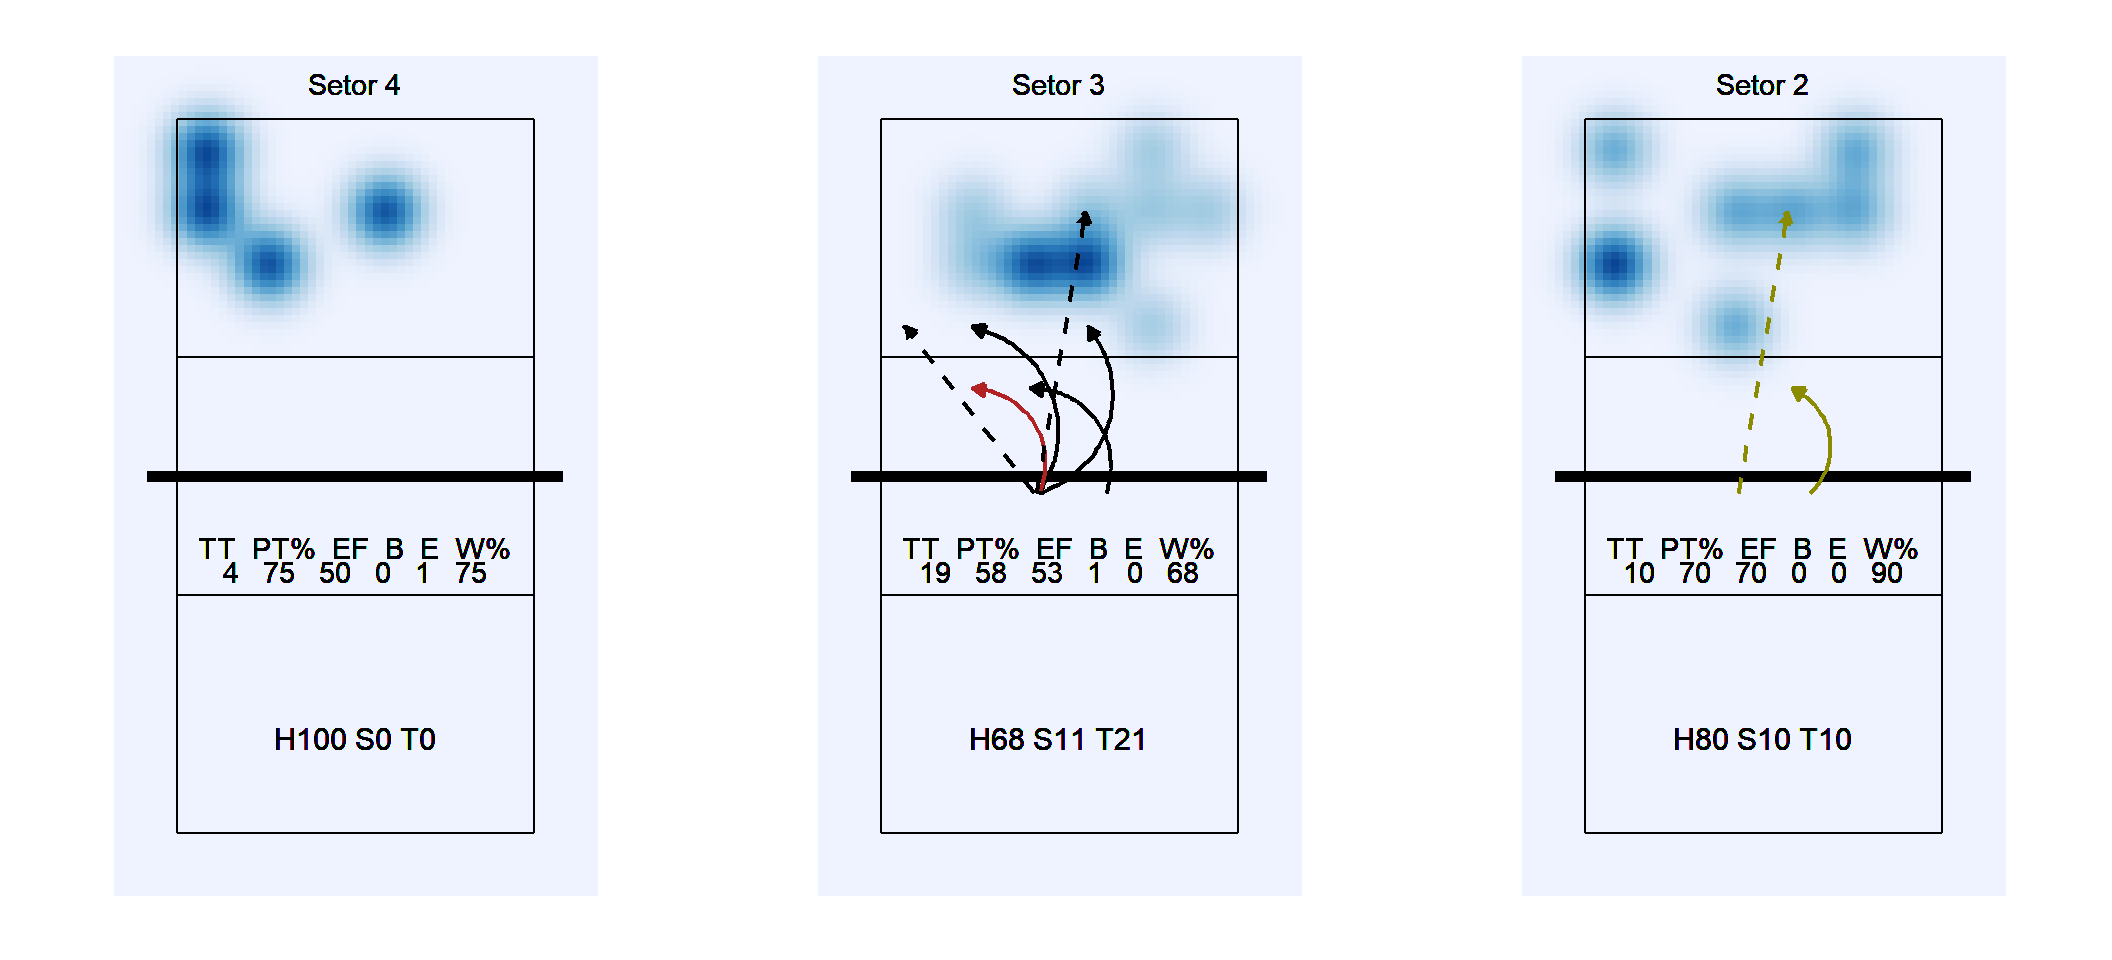 Setor 4
TT PT% EF B E W%
4 75 50 0 1 75
H100 S0 T0
Setor 3
TT PT% EF B E W%
19 58 53 1 0 68
H68 S11 T21
Setor 2
TT PT% EF B E W%
10 70 70 0 0 90
H80 S10 T10